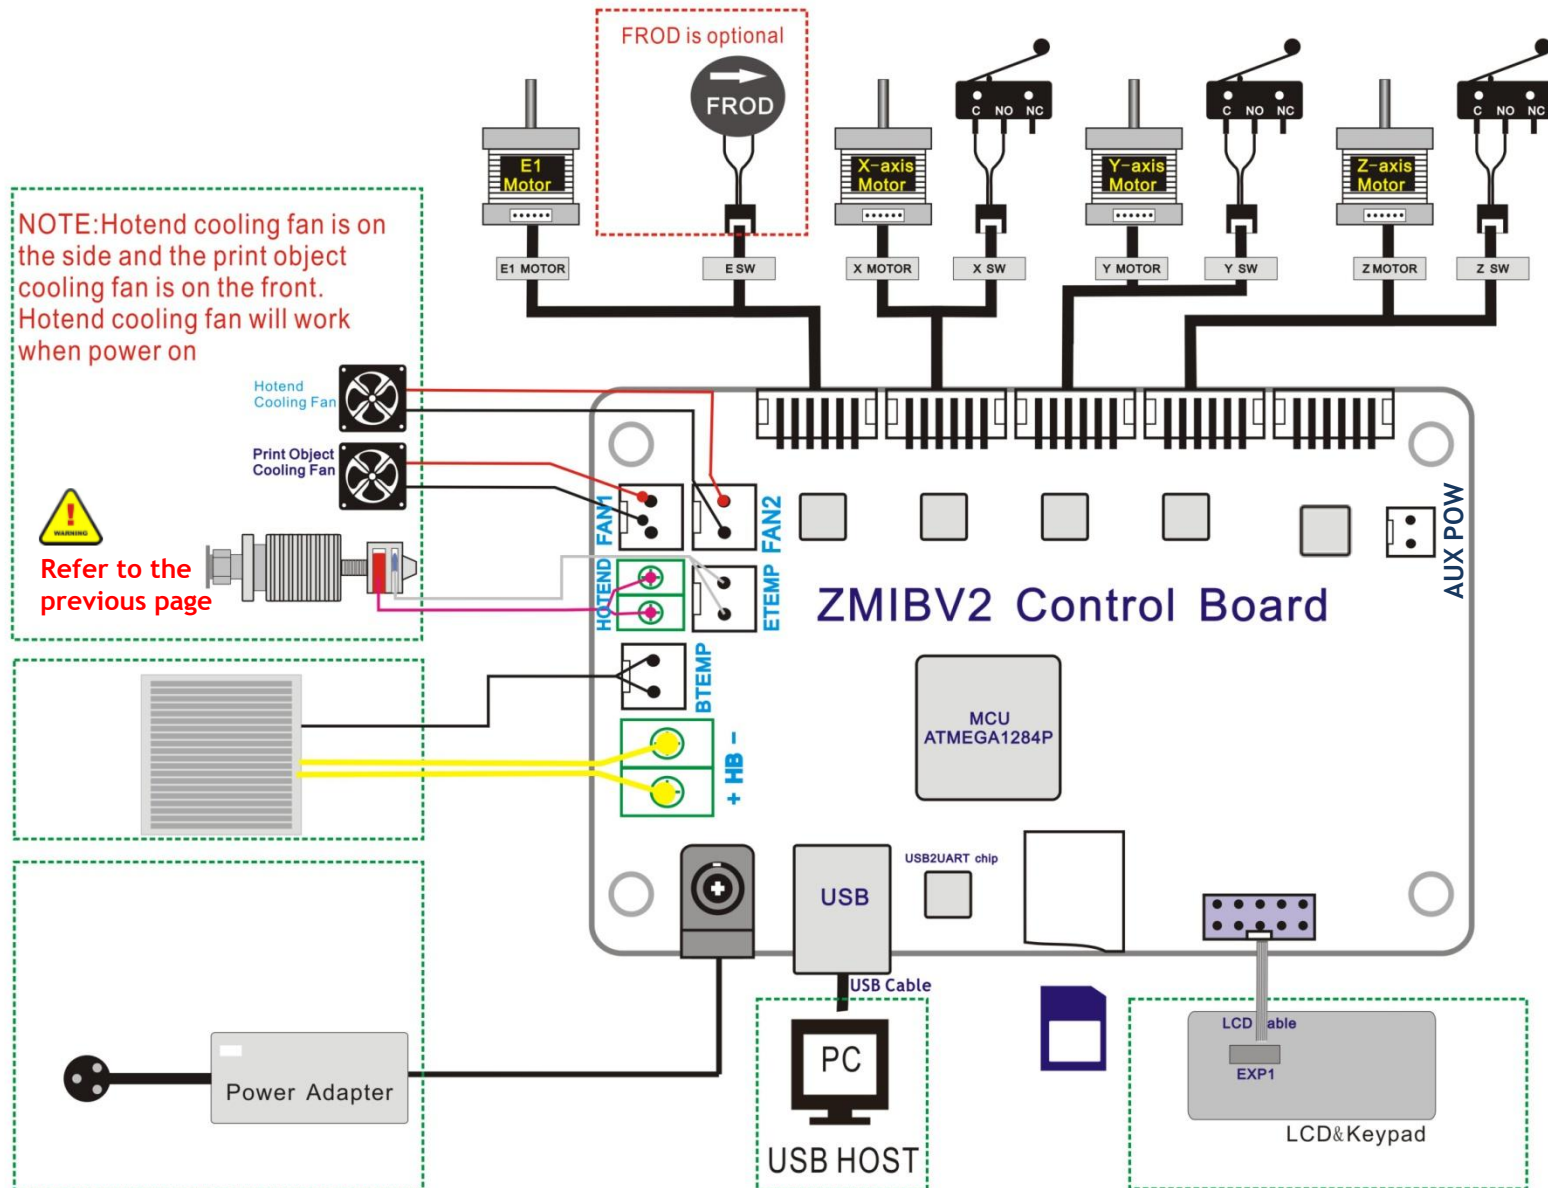 FROD is optional
FROD
E1
Motor
X-axis
Motor
C NO NC
Y-axis
Motor
C NO NC
Z-axis
Motor
C NO NC
E1 MOTOR
E SW
X MOTOR
X SW
Y MOTOR
Y SW
Z MOTOR
Z SW
NOTE:Hotend cooling fan is on
the side and the print object
cooling fan is on the front.
Hotend cooling fan will work
when power on
Hotend
Cooling Fan
Print Object
Cooling Fan
WARNING
Refer to the
previous page
FAN1
FAN2
HOTEND
ETEMP
BTEMP
+ HB -
AUX POW
ZMIBV2 Control Board
MCU
ATMEGA1284P
USB2UART chip
USB
USB Cable
PC
USB HOST
Power Adapter
LCD able
EXP1
LCD&Keypad